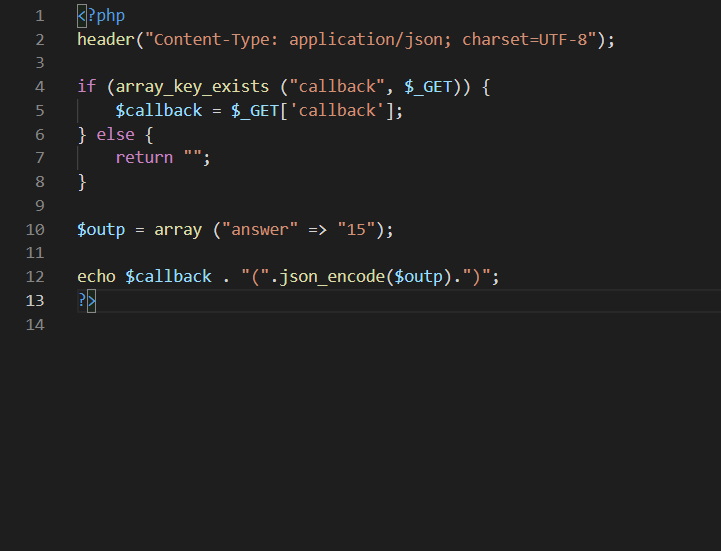 1 <?php
2 header("Content-Type: application/json; charset=UTF-8");
3
4 if (array_key_exists ("callback", $_GET)) {
5     $callback = $_GET['callback'];
6 } else {
7     return "";
8 }
9
10 $outp = array ("answer" => "15");
11
12 echo $callback . "(".json_encode($outp).")";
13 ?>
14